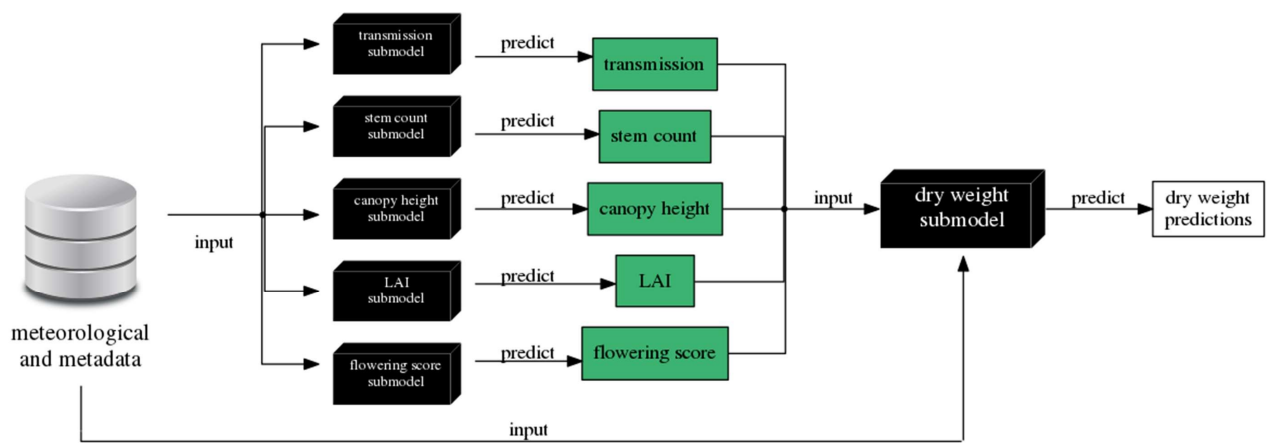 transmission
submodel
predict
transmission
stem count
submodel
predict
stem count
canopy height
submodel
predict
canopy height
input
dry weight
submodel
predict
dry weight
predictions
input
LAI
submodel
predict
LAI
meteorological
and metadata
flowering score
submodel
predict
flowering score
input